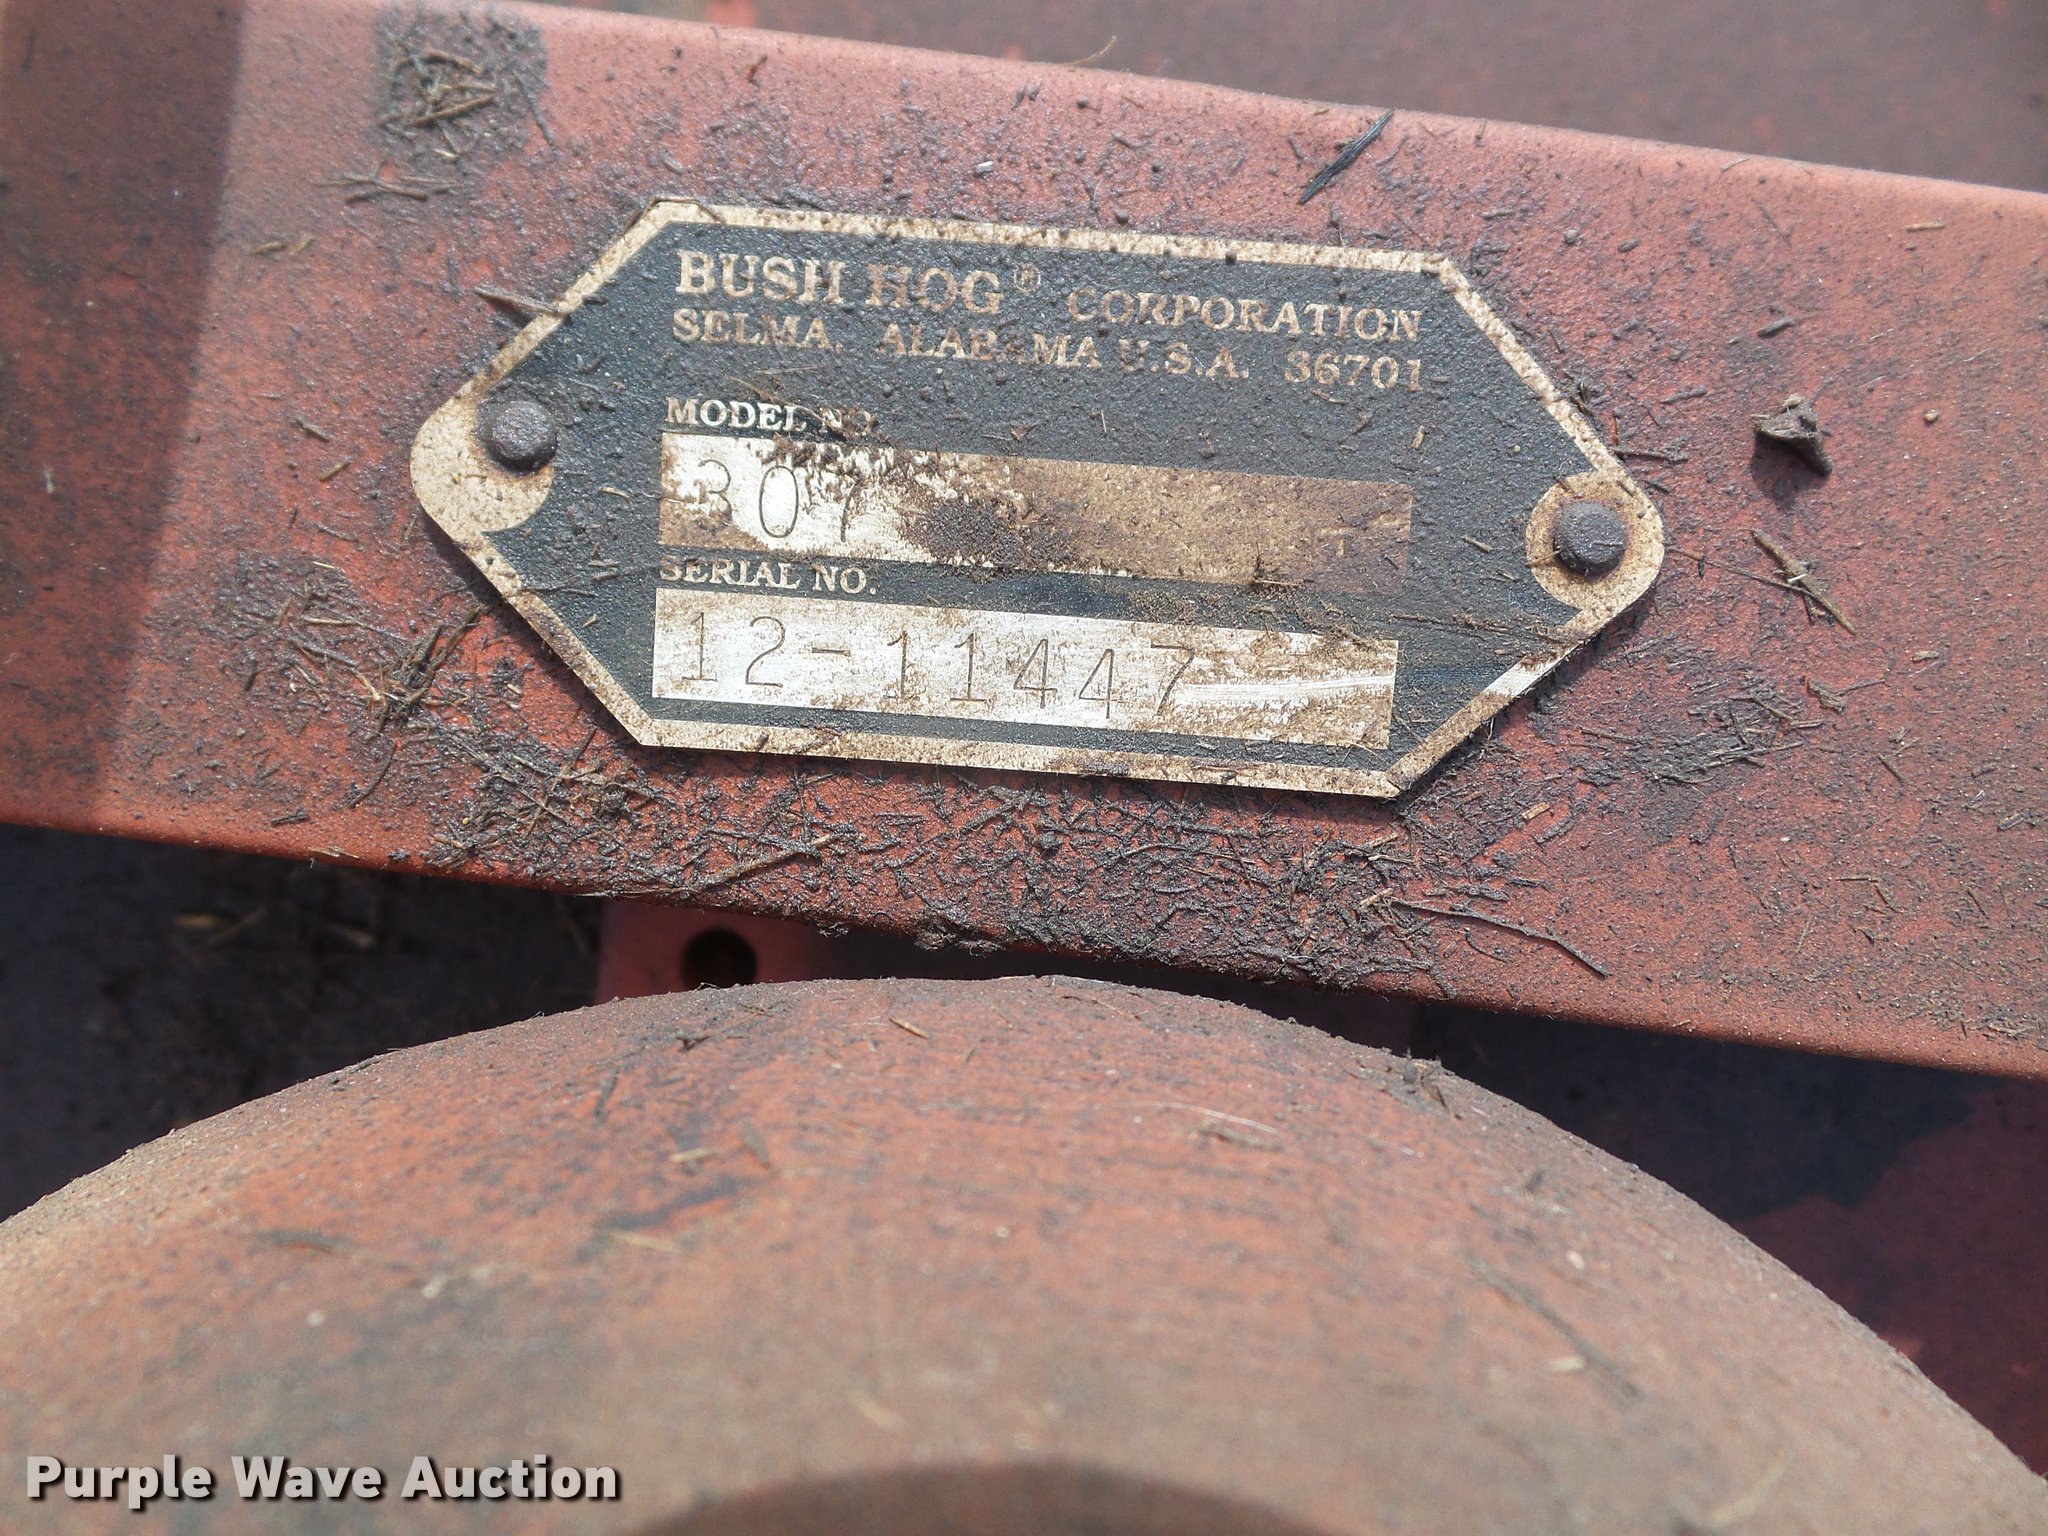 BUSH HOG® CORPORATION
SELMA, ALABAMA U.S.A. 36701
MODEL NO.
307
SERIAL NO.
12-11447
Purple Wave Auction